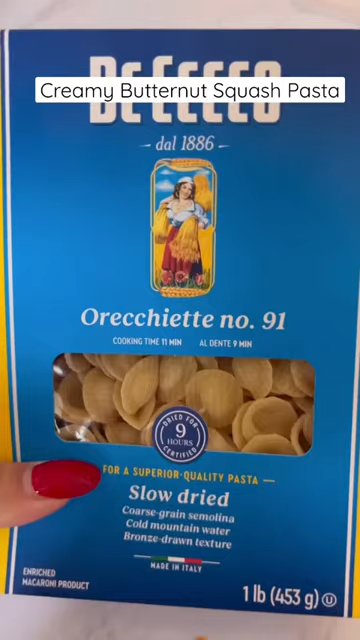 DE CECCO
Creamy Butternut Squash Pasta
dal 1886
Orecchiette no. 91
COOKING TIME 11 MIN AL DENTE 9 MIN
DRIED FOR
9
HOURS
CERTIFIED
FOR A SUPERIOR-QUALITY PASTA
Slow dried
Coarse-grain semolina
Cold mountain water
Bronze-drawn texture
MADE IN ITALY
ENRICHED
MACARONI PRODUCT
1 lb (453 g) U